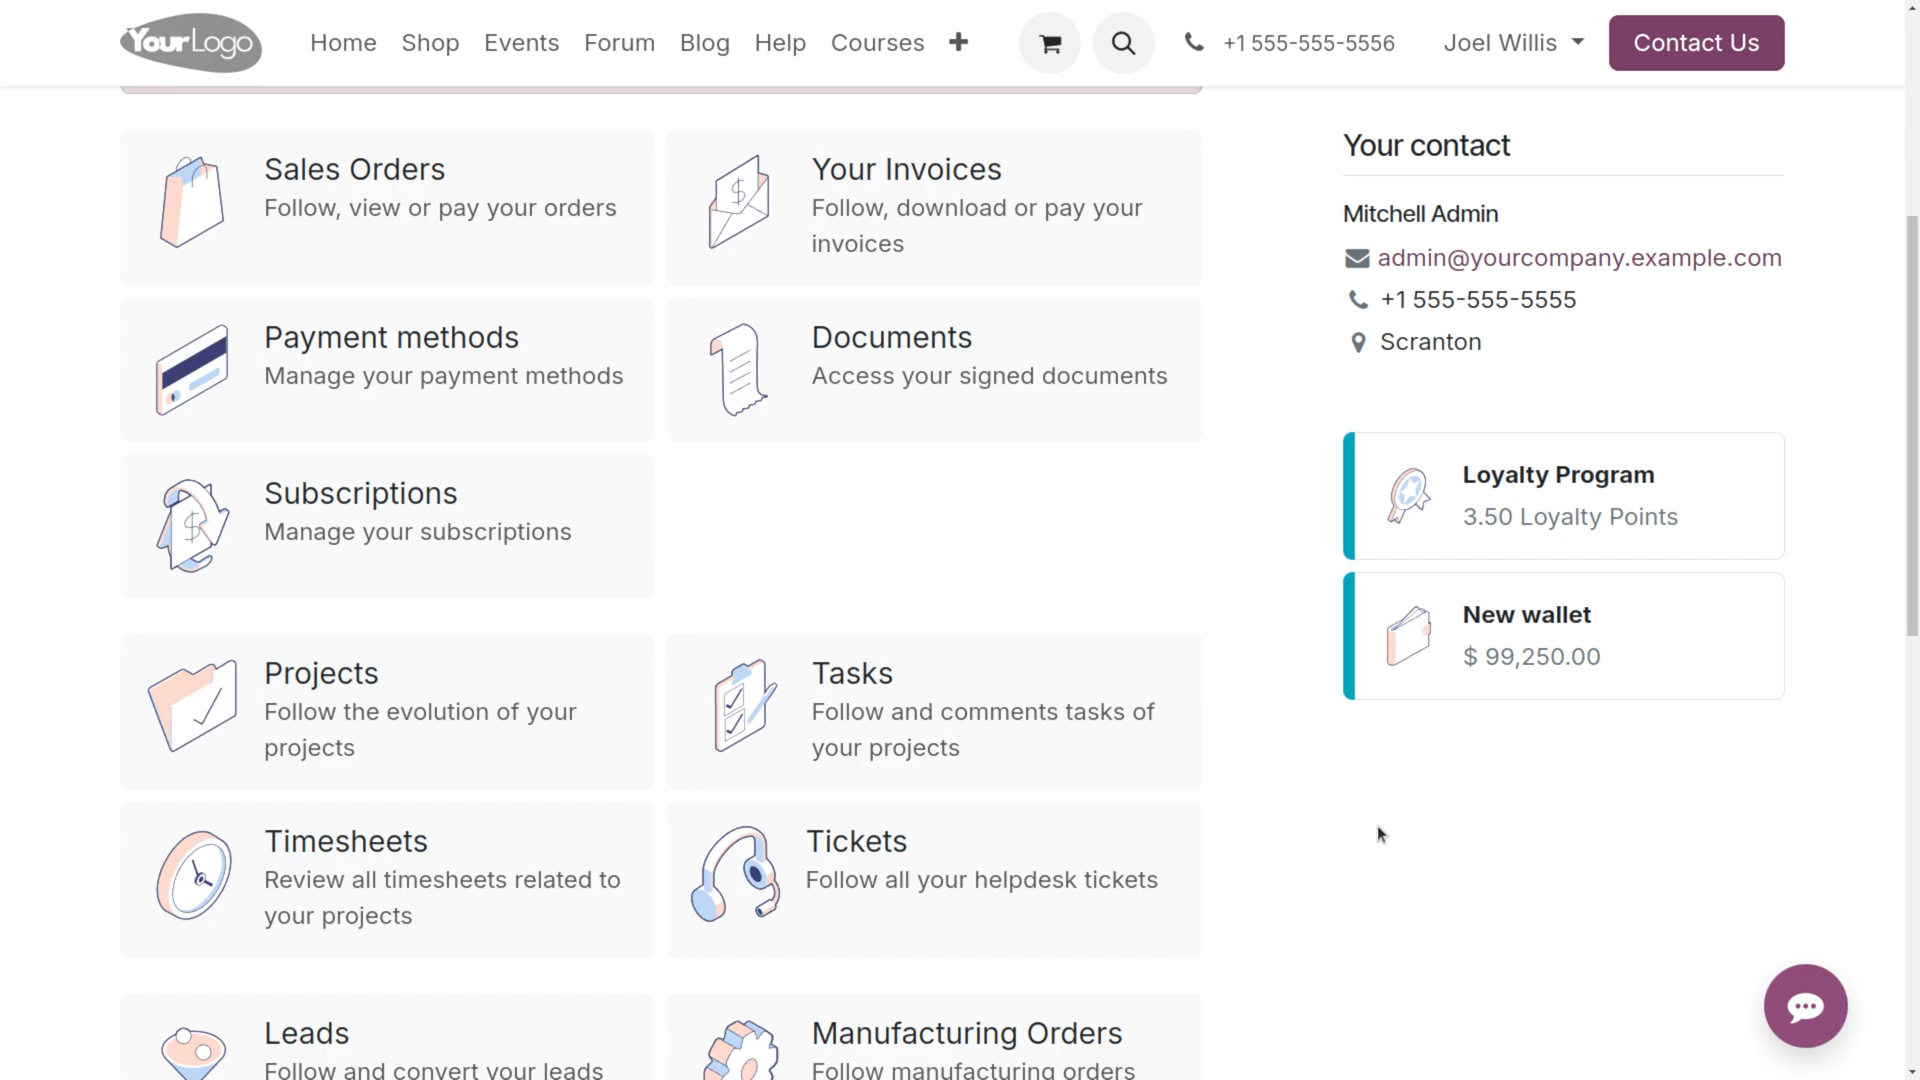 YourLogo
Home Shop Events Forum Blog Help Courses
+1 555-555-5556
Joel Willis
Contact Us
Sales Orders
Follow, view or pay your orders
Your Invoices
Follow, download or pay your
invoices
Payment methods
Manage your payment methods
Documents
Access your signed documents
Subscriptions
Manage your subscriptions
Projects
Follow the evolution of your
projects
Tasks
Follow and comments tasks of
your projects
Timesheets
Review all timesheets related to
your projects
Tickets
Follow all your helpdesk tickets
Leads
Follow and convert your leads
Manufacturing Orders
Follow manufacturing orders
Your contact
Mitchell Admin
admin@yourcompany.example.com
+1 555-555-5555
Scranton
Loyalty Program
3.50 Loyalty Points
New wallet
$ 99,250.00